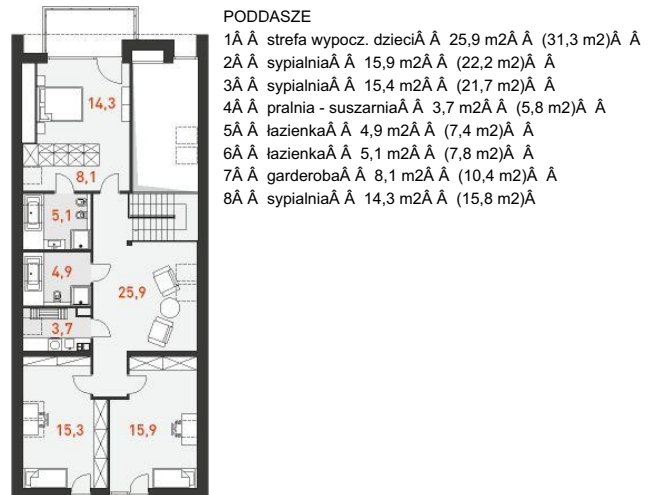 PODDASZE
1Â Â  strefa wypocz. dzieciÂ Â  25,9 m2Â Â  (31,3 m2)Â  Â
2Â Â  sypialniaÂ Â  15,9 m2Â Â  (22,2 m2)Â  Â
3Â Â  sypialniaÂ Â  15,4 m2Â Â  (21,7 m2)Â  Â
4Â Â  pralnia - suszarniaÂ Â  3,7 m2Â Â  (5,8 m2)Â  Â
5Â Â  łazienkaÂ Â  4,9 m2Â Â  (7,4 m2)Â  Â
6Â Â  łazienkaÂ Â  5,1 m2Â Â  (7,8 m2)Â  Â
7Â Â  garderobaÂ Â  8,1 m2Â Â  (10,4 m2)Â  Â
8Â Â  sypialniaÂ Â  14,3 m2Â Â  (15,8 m2)Â
14,3
8,1
5,1
4,9
25,9
3,7
15,3
15,9